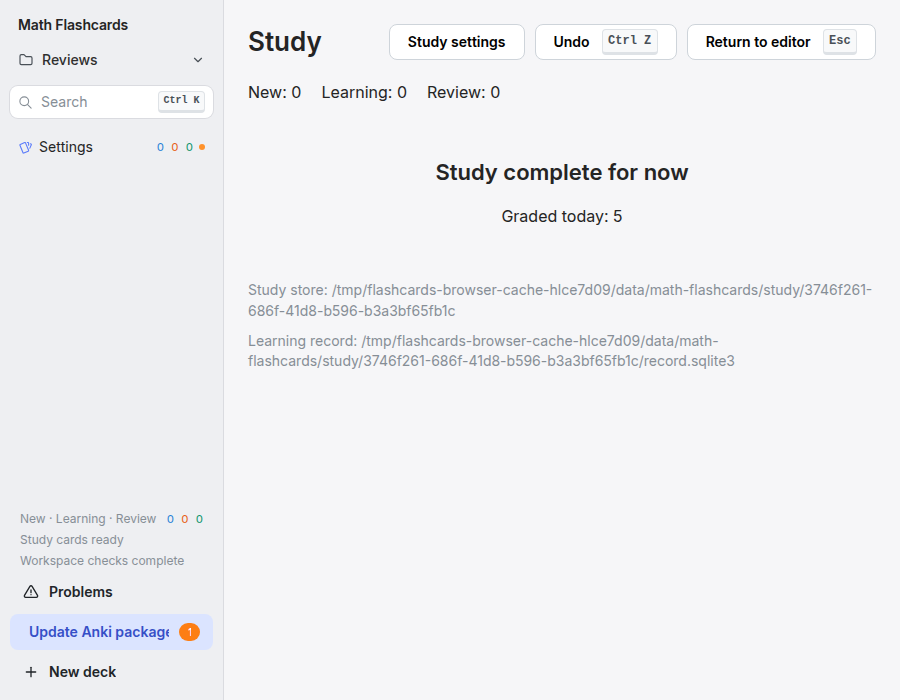 Math Flashcards
Reviews
Search Ctrl K
Settings 0 0 0
New · Learning · Review 0 0 0
Study cards ready
Workspace checks complete
Problems
Update Anki package 1
New deck
Study
Study settings
Undo Ctrl Z
Return to editor Esc
New: 0 Learning: 0 Review: 0
Study complete for now
Graded today: 5
Study store: /tmp/flashcards-browser-cache-hlce7d09/data/math-flashcards/study/3746f261-
686f-41d8-b596-b3a3bf65fb1c
Learning record: /tmp/flashcards-browser-cache-hlce7d09/data/math-
flashcards/study/3746f261-686f-41d8-b596-b3a3bf65fb1c/record.sqlite3